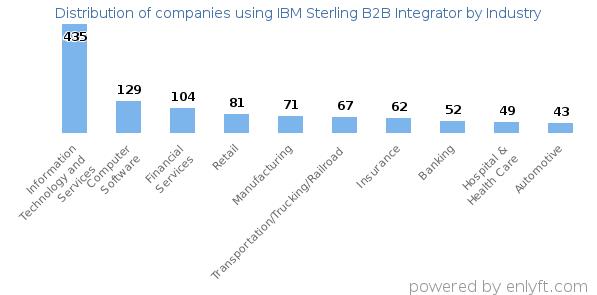 Distribution of companies using IBM Sterling B2B Integrator by Industry
435
129
104
81
71
67
62
52
49
43
Information
Technology and
Services
Computer
Software
Financial
Services
Retail
Manufacturing
Transportation/Trucking/Railroad
Insurance
Banking
Hospital &
Health Care
Automotive
powered by enlyft.com